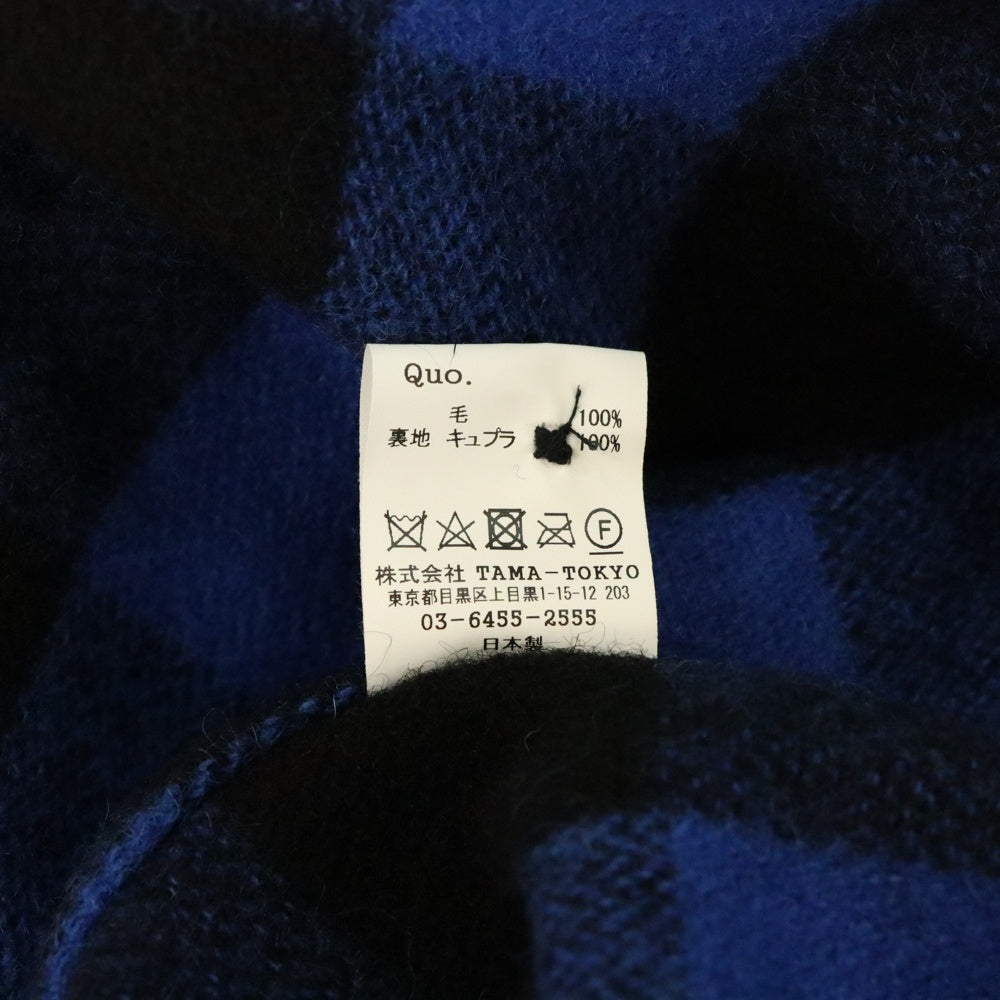 Quo.
毛 100%
裏地 キュプラ 100%
F
株式会社 TAMA-TOKYO
東京都目黒区上目黒1-15-12 203
03-6455-2555
日本製